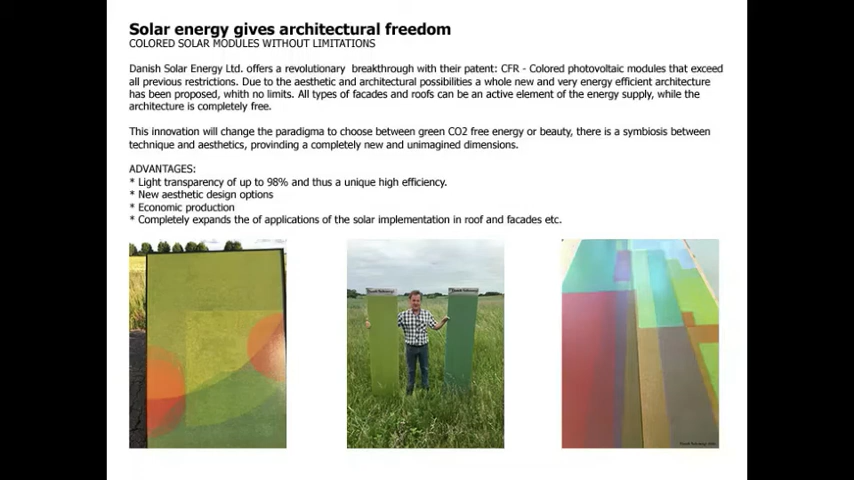 Solar energy gives architectural freedom
COLORED SOLAR MODULES WITHOUT LIMITATIONS
Danish Solar Energy Ltd. offers a revolutionary breakthrough with their patent: CFR - Colored photovoltaic modules that exceed
all previous restrictions. Due to the aesthetic and architectural possibilities a whole new and very energy efficient architecture
has been proposed, whith no limits. All types of facades and roofs can be an active element of the energy supply, while the
architecture is completely free.
This innovation will change the paradigma to choose between green CO2 free energy or beauty, there is a symbiosis between
technique and aesthetics, provinding a completely new and unimagined dimensions.
ADVANTAGES:
* Light transparency of up to 98% and thus a unique high efficiency.
* New aesthetic design options
* Economic production
* Completely expands the of applications of the solar implementation in roof and facades etc.